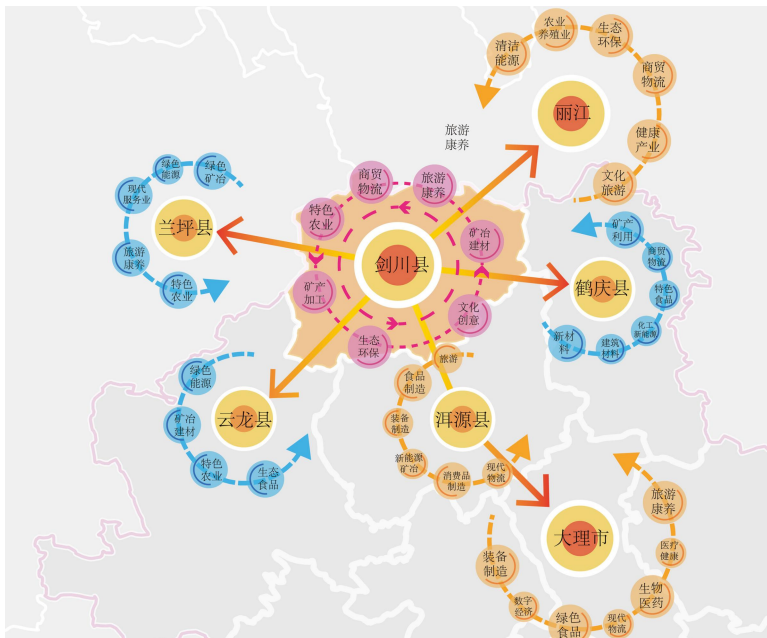 清洁
能源
农业
养殖业
生态
环保
商贸
物流
健康
产业
文化
旅游
丽江
旅游
康养
绿色
矿冶
绿色
能源
现代
服务业
旅游
康养
特色
农业
兰坪县
商贸
物流
旅游
康养
特色
农业
矿冶
建材
矿产
加工
文化
创意
生态
环保
剑川县
矿产
利用
商贸
物流
特色
食品
化工
新能源
建筑
材料
新材
料
鹤庆县
绿色
能源
矿冶
建材
特色
农业
生态
食品
云龙县
旅游
食品
制造
装备
制造
新能源
矿冶
消费品
制造
现代
物流
洱源县
旅游
康养
医疗
健康
生物
医药
现代
物流
绿色
食品
数字
经济
装备
制造
大理市